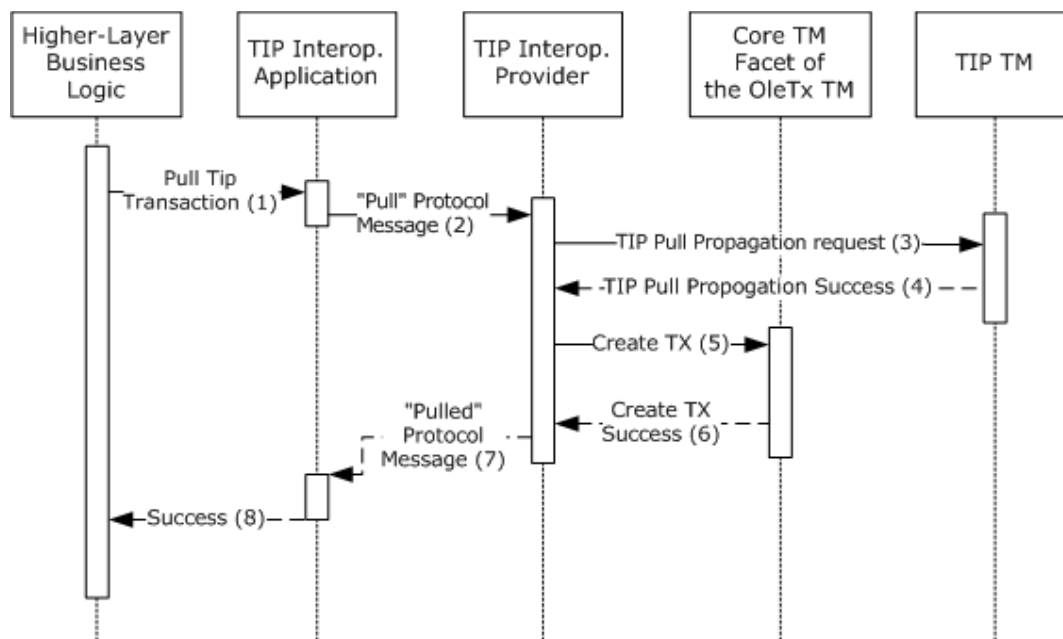 Higher-Layer
Business
Logic
TIP Interop.
Application
TIP Interop.
Provider
Core TM
Facet of
the OleTx TM
TIP TM
Pull Tip
Transaction (1)
"Pull" Protocol
Message (2)
TIP Pull Propagation request (3)
TIP Pull Propogation Success (4)
Create TX (5)
Create TX
Success (6)
"Pulled"
Protocol
Message (7)
Success (8)